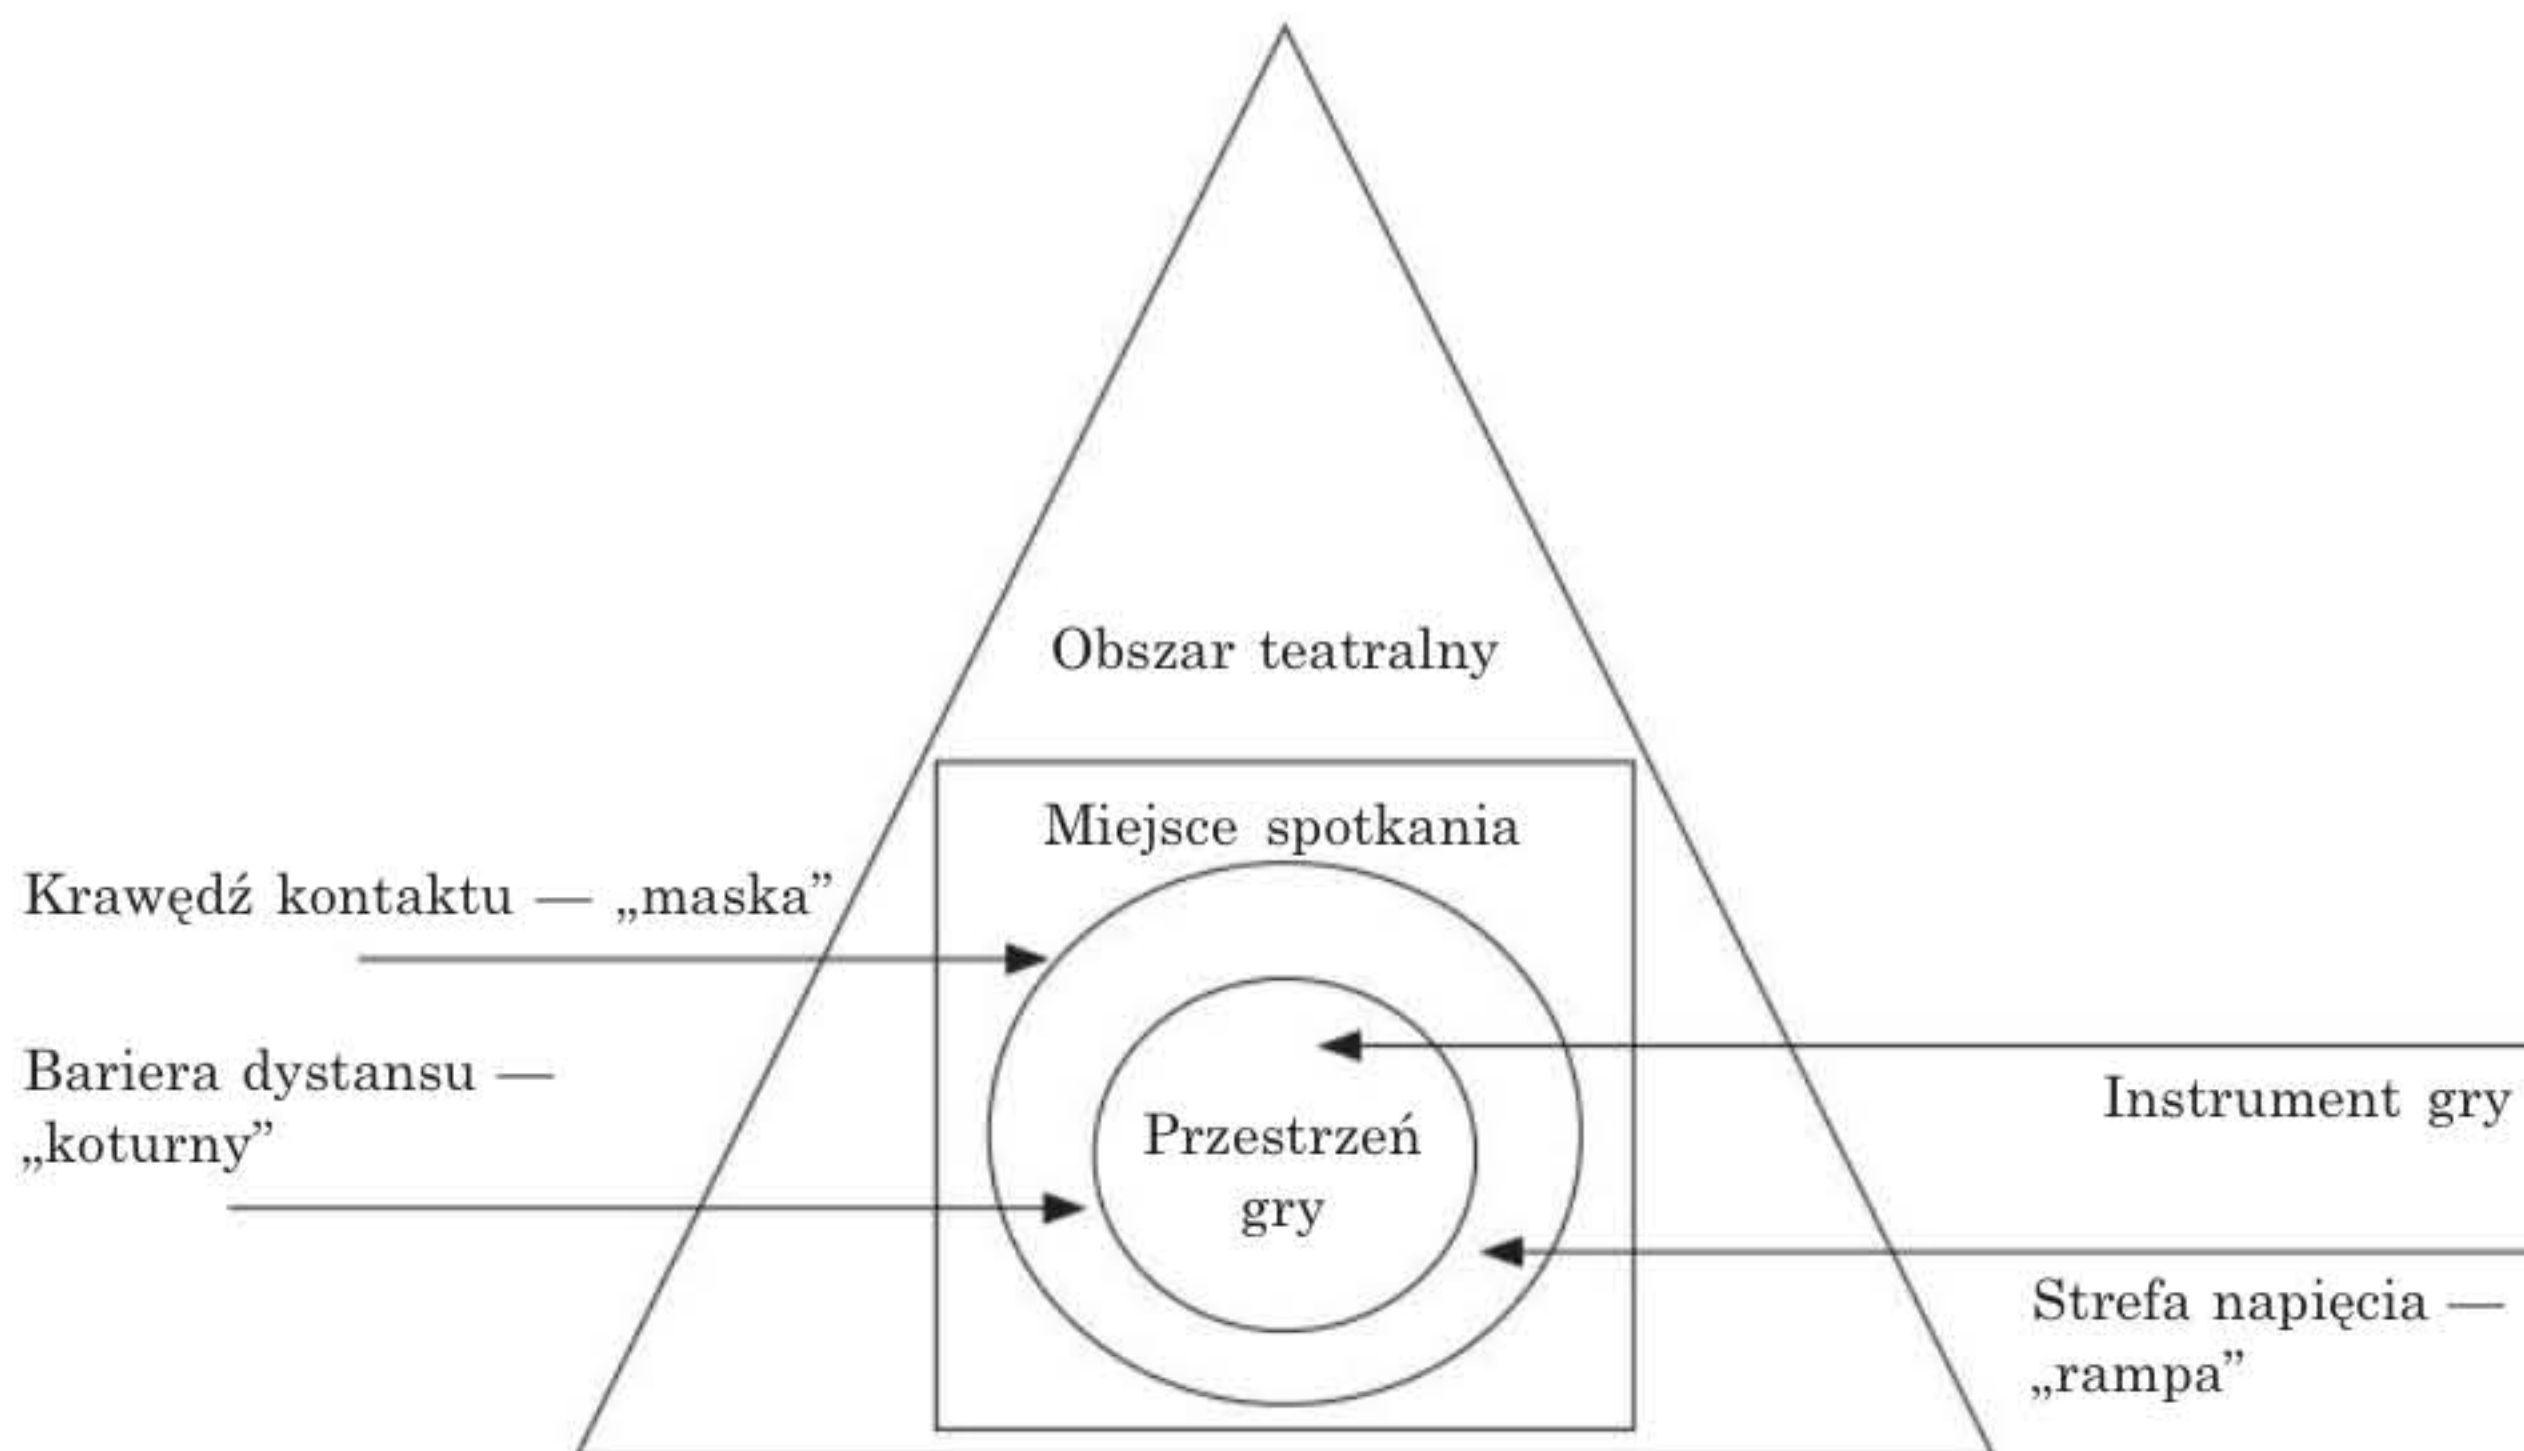 Obszar teatralny
Miejsce spotkania
Krawędź kontaktu — „maska”
Bariera dystansu —
„koturny”
Przestrzeń
gry
Instrument gry
Strefa napięcia —
„rampa”